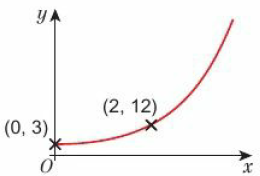 y
(2, 12)
(0, 3)
O
x